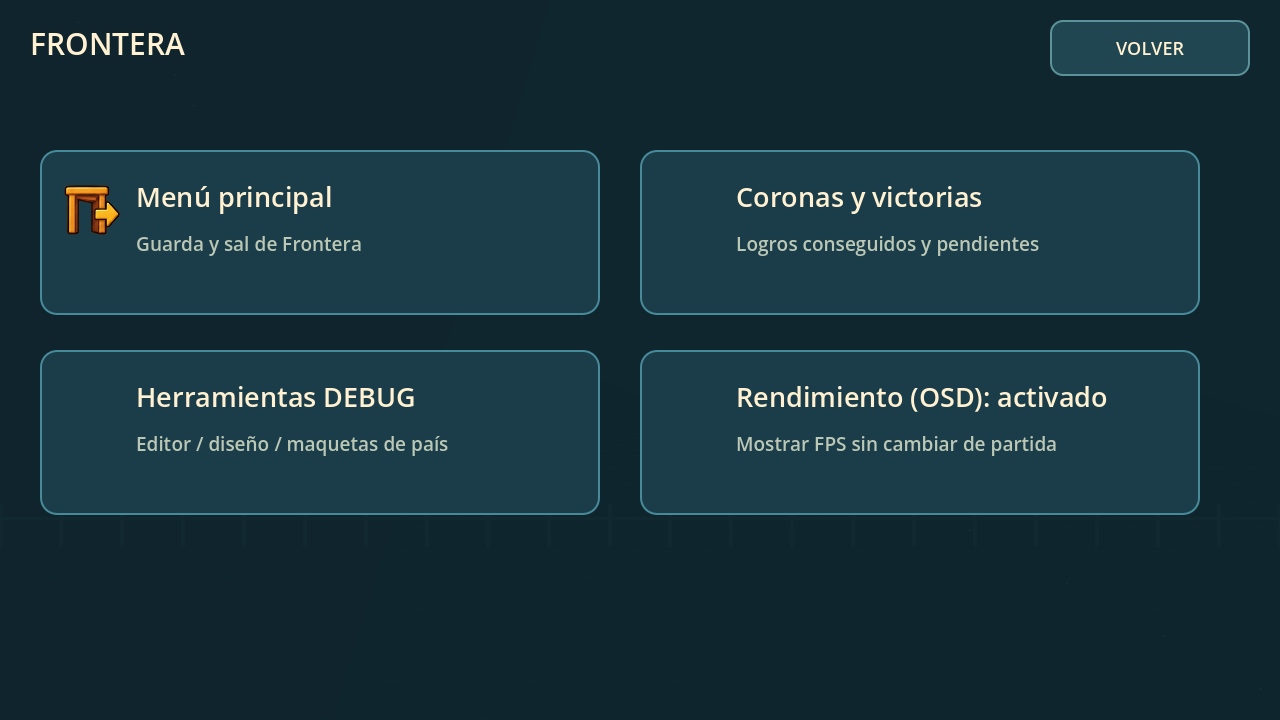 FRONTERA
VOLVER
Menú principal
Guarda y sal de Frontera
Coronas y victorias
Logros conseguidos y pendientes
Herramientas DEBUG
Editor / diseño / maquetas de país
Rendimiento (OSD): activado
Mostrar FPS sin cambiar de partida